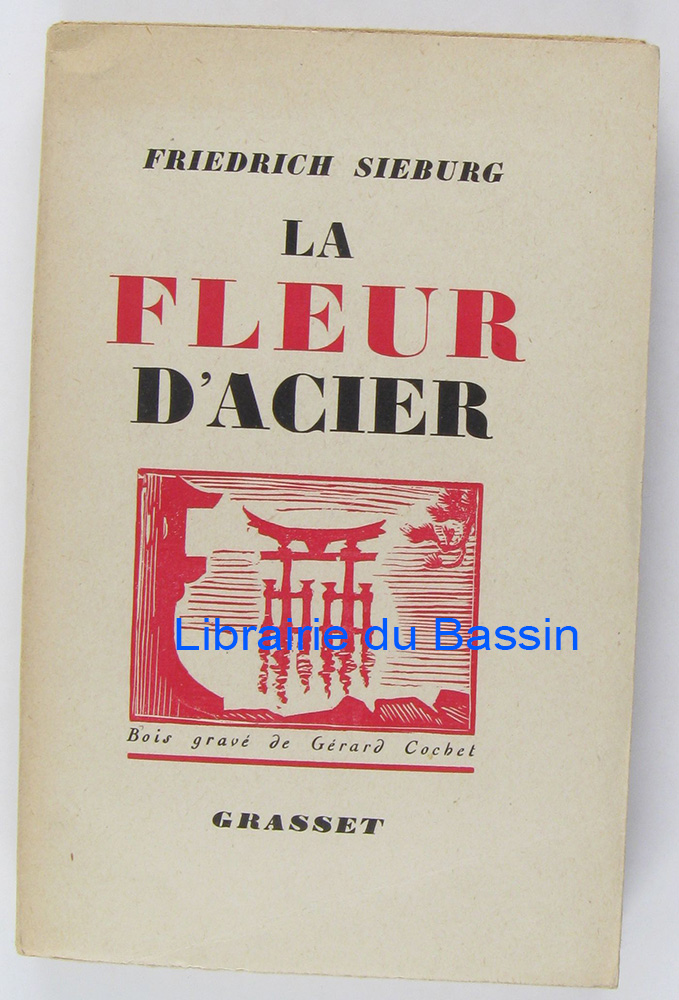 FRIEDRICH SIEBURG
LA
FLEUR
D'ACIER
Librairie du Bassin
Bois gravé de Gérard Cochet
GRASSET